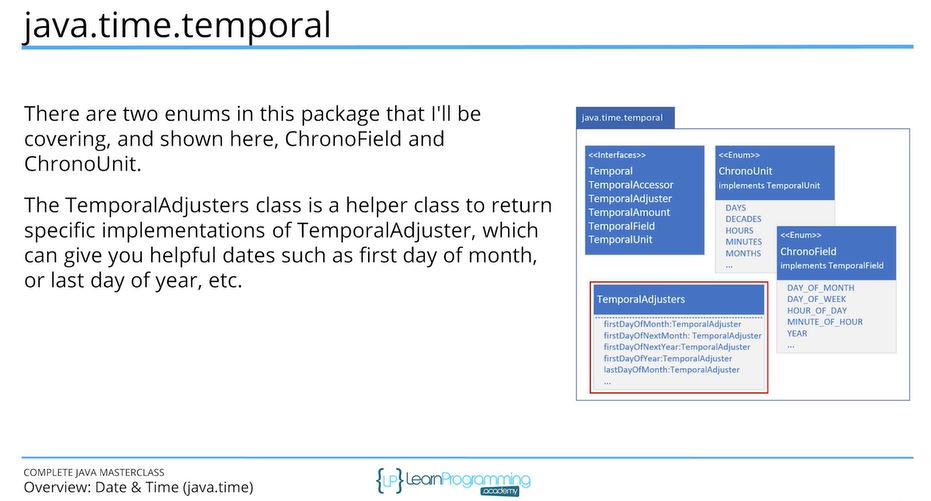 java.time.temporal
There are two enums in this package that I'll be
covering, and shown here, ChronoField and
ChronoUnit.
The TemporalAdjusters class is a helper class to return
specific implementations of TemporalAdjuster, which
can give you helpful dates such as first day of month,
or last day of year, etc.
java.time.temporal
<<Interfaces>>
Temporal
TemporalAccessor
TemporalAdjuster
TemporalAmount
TemporalField
TemporalUnit
<<Enum>>
ChronoUnit
implements TemporalUnit
DAYS
DECADES
HOURS
MINUTES
MONTHS
...
<<Enum>>
ChronoField
implements TemporalField
DAY_OF_MONTH
DAY_OF_WEEK
HOUR_OF_DAY
MINUTE_OF_HOUR
YEAR
...
TemporalAdjusters
firstDayOfMonth:TemporalAdjuster
firstDayOfNextMonth: TemporalAdjuster
firstDayOfNextYear:TemporalAdjuster
firstDayOfYear:TemporalAdjuster
lastDayOfMonth:TemporalAdjuster
...
COMPLETE JAVA MASTERCLASS
Overview: Date & Time (java.time)
{LP} LearnProgramming
.academy